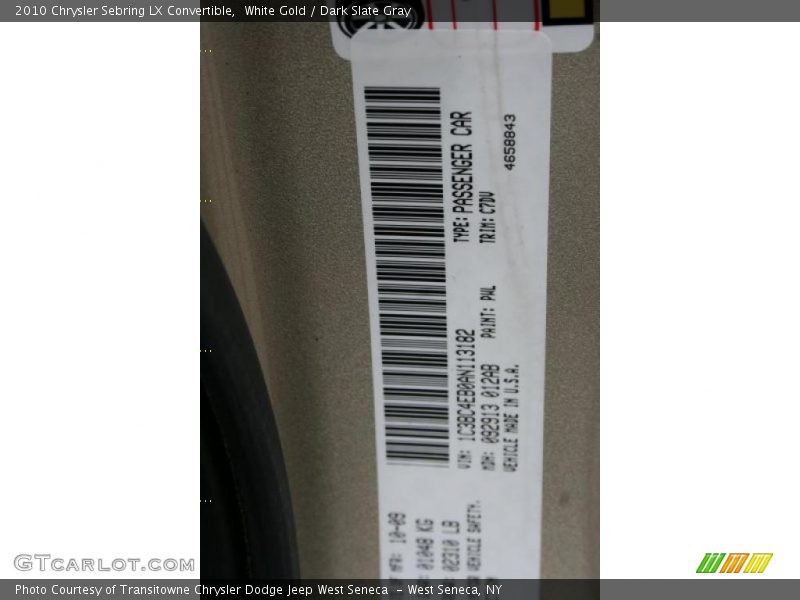 2010 Chrysler Sebring LX Convertible, White Gold / Dark Slate Gray
4658843
TYPE: PASSENGER CAR
TRIM: C7DV
VIN: 1C3BC4EB0AN113182
PAINT: PWL
MDH: 092913 012AB
VEHICLE MADE IN U.S.A.
10-09
01048 KG
02310 LB
VEHICLE SAFETY.
GTCARLOT.COM
Photo Courtesy of Transitowne Chrysler Dodge Jeep West Seneca - West Seneca, NY